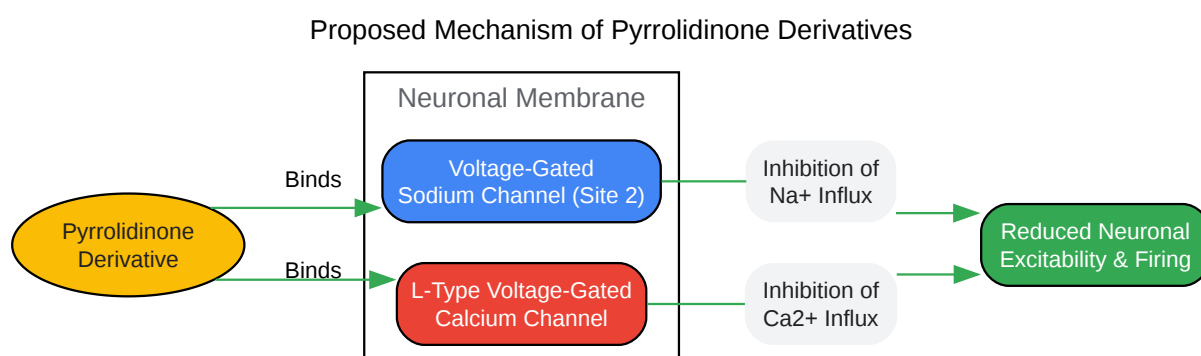 Proposed Mechanism of Pyrrolidinone Derivatives
Neuronal Membrane
Pyrrolidinone
Derivative
Binds
Binds
Voltage-Gated
Sodium Channel (Site 2)
L-Type Voltage-Gated
Calcium Channel
Inhibition of
Na+ Influx
Inhibition of
Ca2+ Influx
Reduced Neuronal
Excitability & Firing